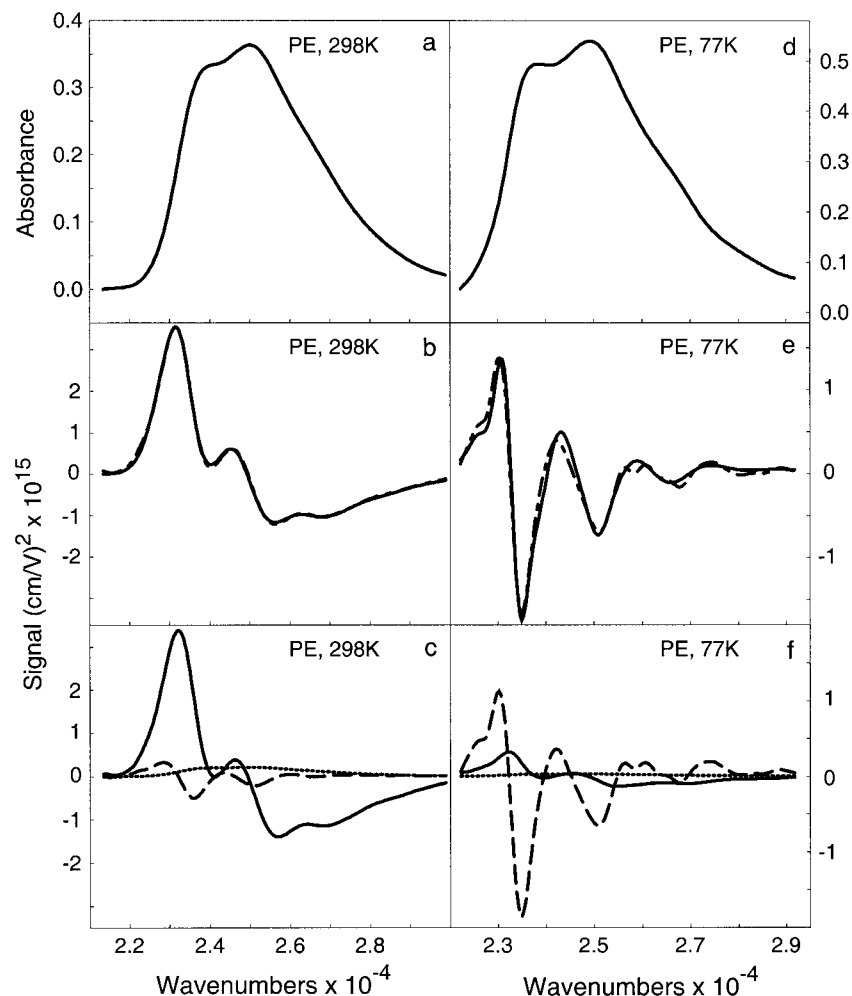 PE, 298K a
PE, 77K d
0.4
0.3
0.2
0.1
0.0
Absorbance
0.5
0.4
0.3
0.2
0.1
0.0
PE, 298K b
PE, 77K e
2
1
0
-1
-2
1
0
-1
Signal (cm/V)² x 10¹⁵
PE, 298K c
PE, 77K f
2
1
0
-1
-2
1
0
-1
2.2 2.4 2.6 2.8
2.3 2.5 2.7 2.9
Wavenumbers x 10⁻⁴
Wavenumbers x 10⁻⁴